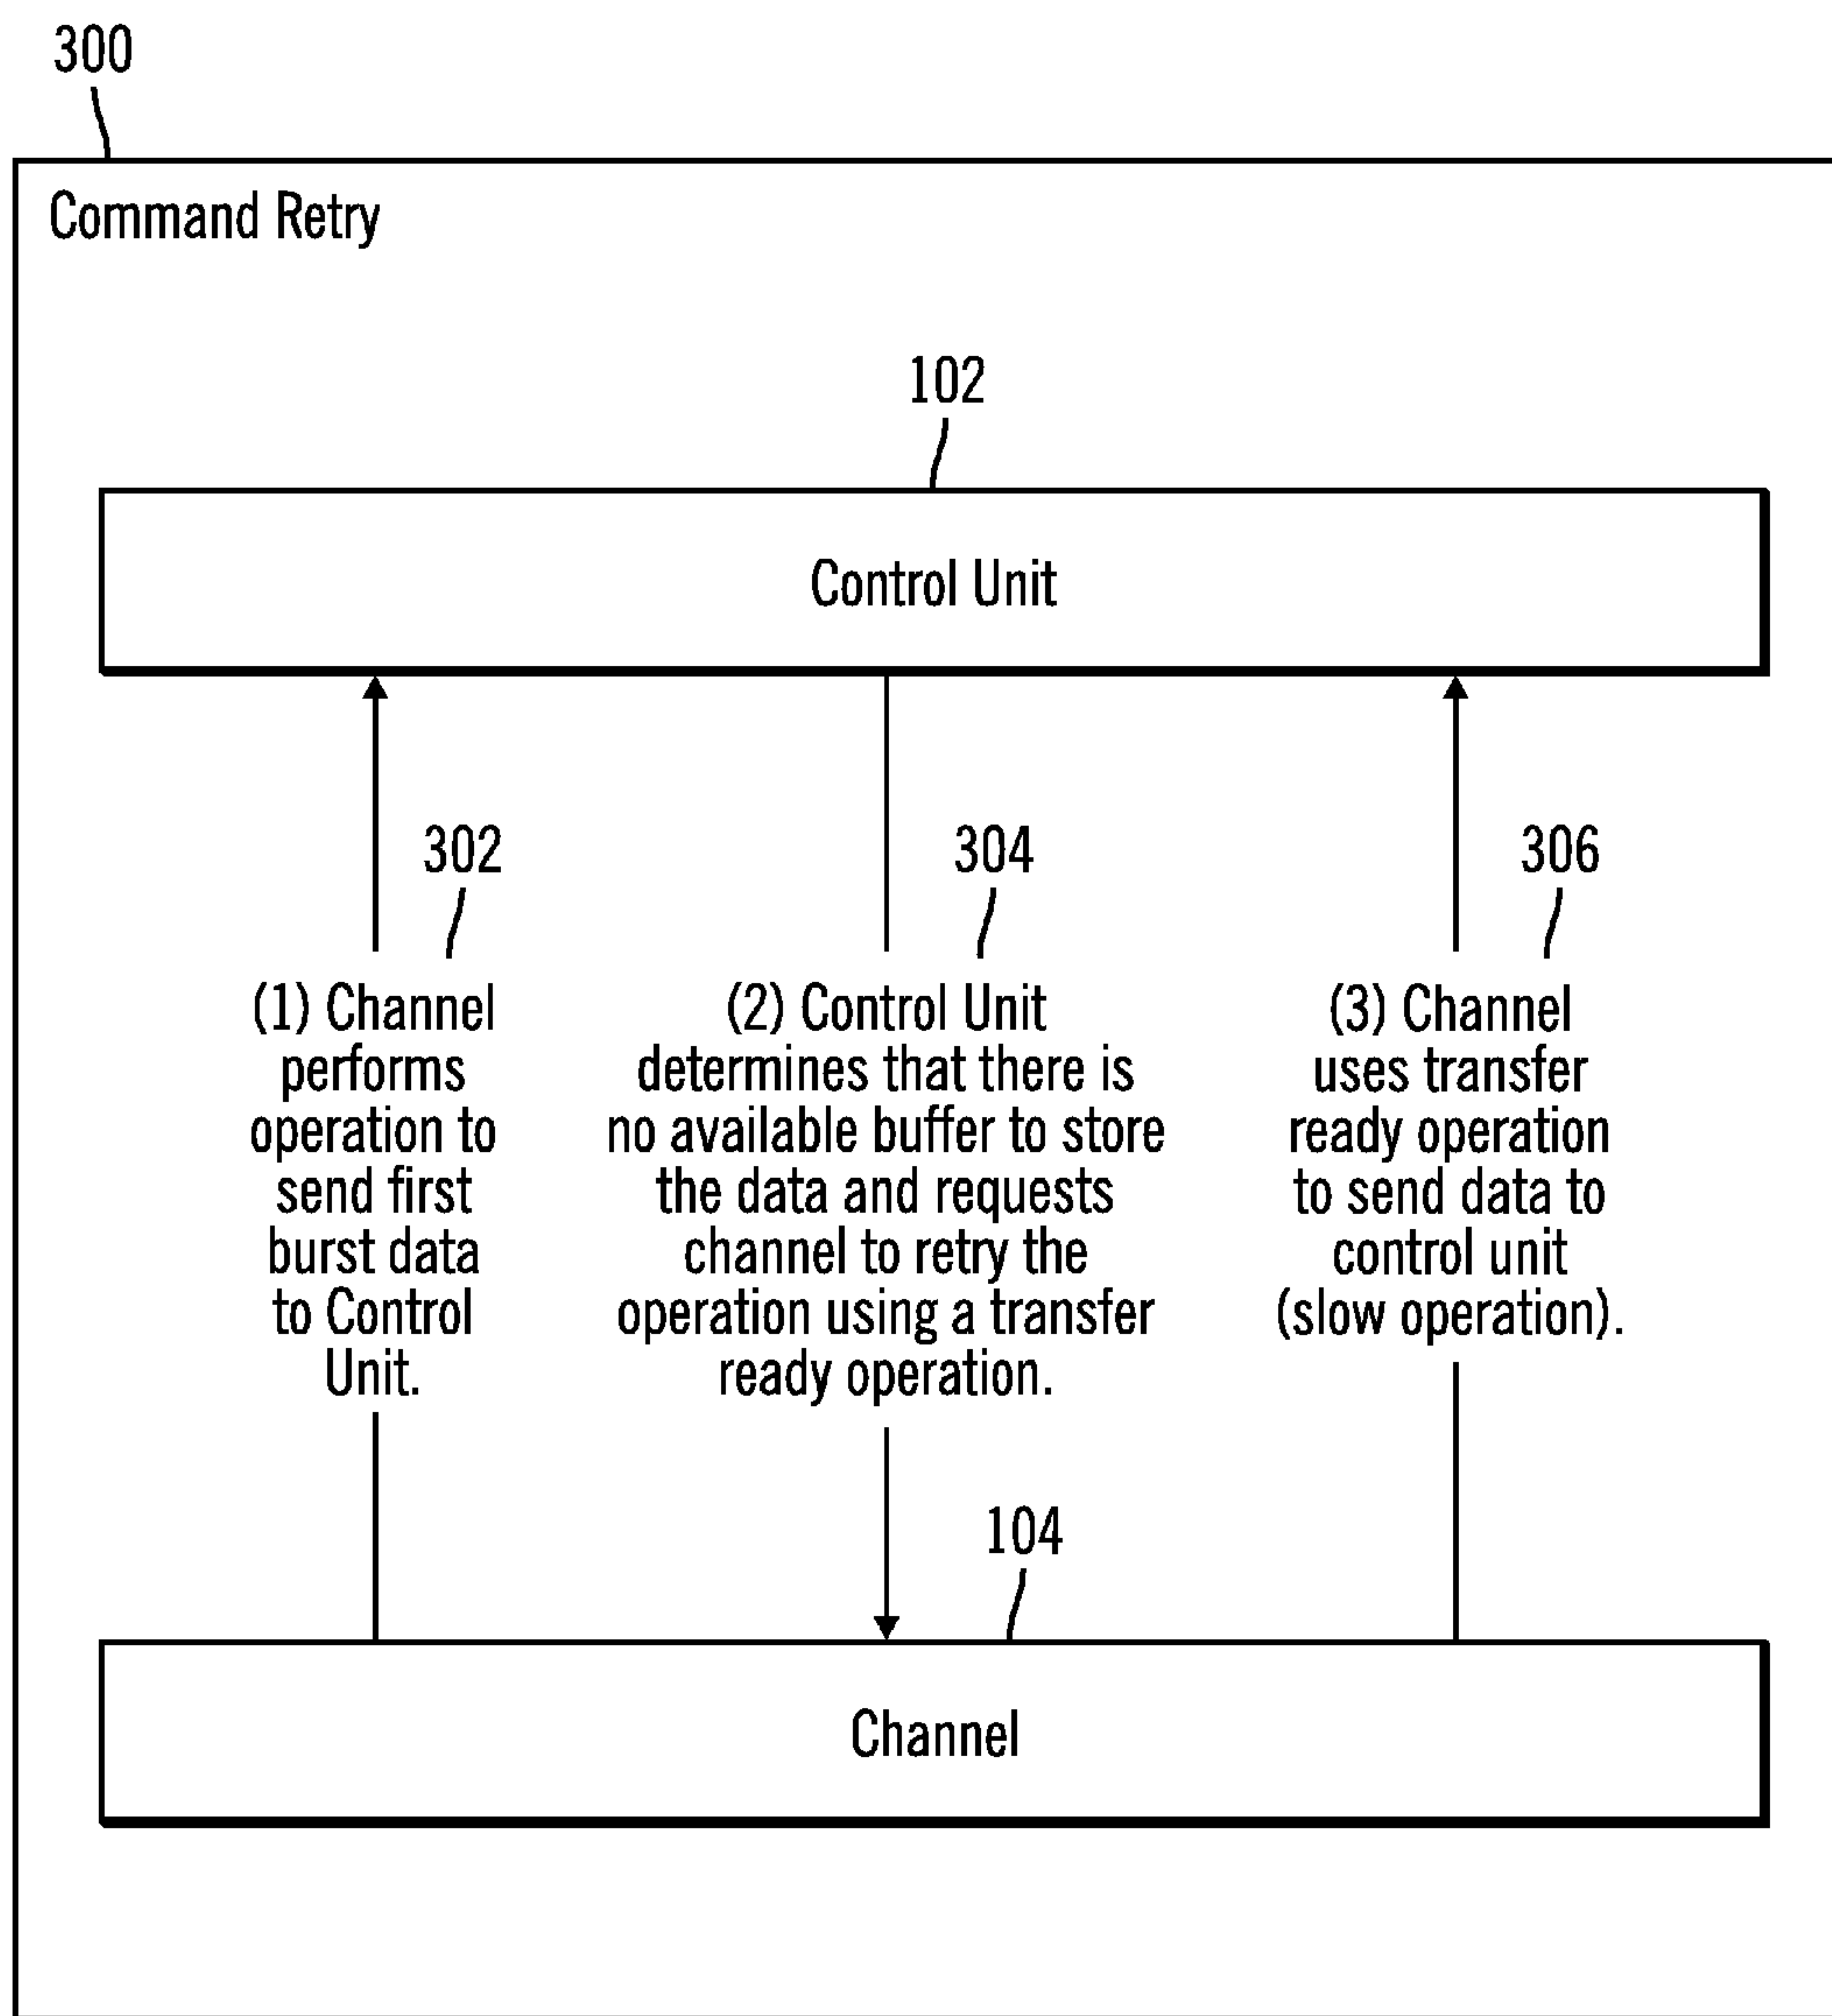 300
Command Retry
102
Control Unit
302
304
306
(1) Channel
performs
operation to
send first
burst data
to Control
Unit.
(2) Control Unit
determines that there is
no available buffer to store
the data and requests
channel to retry the
operation using a transfer
ready operation.
(3) Channel
uses transfer
ready operation
to send data to
control unit
(slow operation).
104
Channel